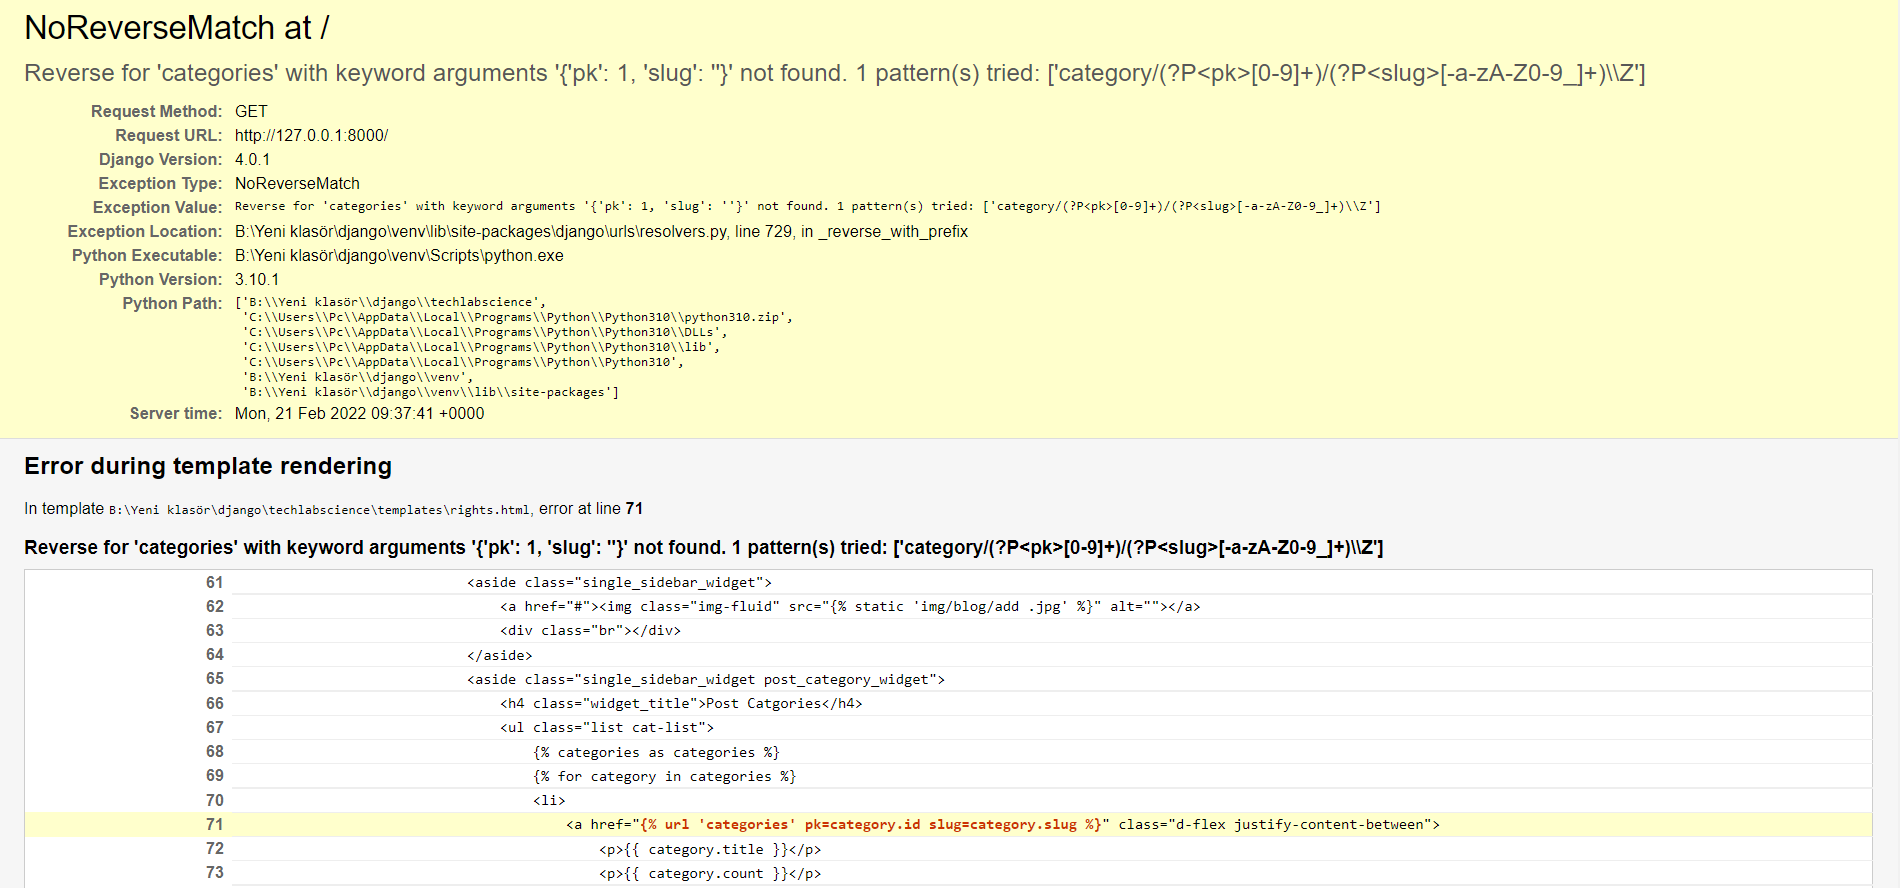 NoReverseMatch at /
Reverse for 'categories' with keyword arguments '{'pk': 1, 'slug': ''}' not found. 1 pattern(s) tried: ['category/(?P<pk>[0-9]+)/(?P<slug>[-a-zA-Z0-9_]+)\\Z']
Request Method: GET
Request URL: http://127.0.0.1:8000/
Django Version: 4.0.1
Exception Type: NoReverseMatch
Exception Value: Reverse for 'categories' with keyword arguments '{'pk': 1, 'slug': ''}' not found. 1 pattern(s) tried: ['category/(?P<pk>[0-9]+)/(?P<slug>[-a-zA-Z0-9_]+)\\Z']
Exception Location: B:\Yeni klasör\django\venv\lib\site-packages\django\urls\resolvers.py, line 729, in _reverse_with_prefix
Python Executable: B:\Yeni klasör\django\venv\Scripts\python.exe
Python Version: 3.10.1
Python Path: ['B:\\Yeni klasör\\django\\techlabscience',
'C:\\Users\\Pc\\AppData\\Local\\Programs\\Python\\Python310\\python310.zip',
'C:\\Users\\Pc\\AppData\\Local\\Programs\\Python\\Python310\\DLLs',
'C:\\Users\\Pc\\AppData\\Local\\Programs\\Python\\Python310\\lib',
'C:\\Users\\Pc\\AppData\\Local\\Programs\\Python\\Python310',
'B:\\Yeni klasör\\django\\venv',
'B:\\Yeni klasör\\django\\venv\\lib\\site-packages']
Server time: Mon, 21 Feb 2022 09:37:41 +0000
Error during template rendering
In template B:\Yeni klasör\django\techlabscience\templates\rights.html, error at line 71
Reverse for 'categories' with keyword arguments '{'pk': 1, 'slug': ''}' not found. 1 pattern(s) tried: ['category/(?P<pk>[0-9]+)/(?P<slug>[-a-zA-Z0-9_]+)\\Z']
61 <aside class="single_sidebar_widget">
62 <a href="#"><img class="img-fluid" src="{% static 'img/blog/add .jpg' %}" alt=""></a>
63 <div class="br"></div>
64 </aside>
65 <aside class="single_sidebar_widget post_category_widget">
66 <h4 class="widget_title">Post Catgories</h4>
67 <ul class="list cat-list">
68 {% categories as categories %}
69 {% for category in categories %}
70 <li>
71 <a href="{% url 'categories' pk=category.id slug=category.slug %}" class="d-flex justify-content-between">
72 <p>{{ category.title }}</p>
73 <p>{{ category.count }}</p>